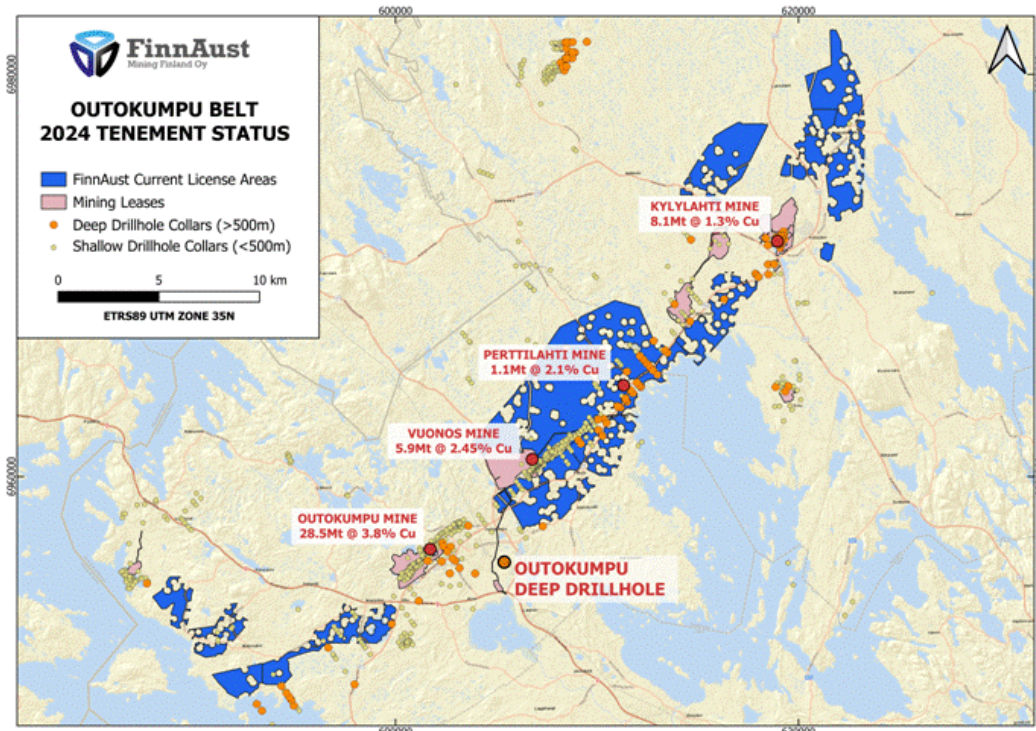 600000
620000
6980000
FinnAust
Mining Finland Oy
OUTOKUMPU BELT
2024 TENEMENT STATUS
FinnAust Current License Areas
Mining Leases
Deep Drillhole Collars (>500m)
Shallow Drillhole Collars (<500m)
0 5 10 km
ETRS89 UTM ZONE 35N
KYLYLAHTI MINE
8.1Mt @ 1.3% Cu
PERTTILAHTI MINE
1.1Mt @ 2.1% Cu
VUONOS MINE
5.9Mt @ 2.45% Cu
6960000
OUTOKUMPU MINE
28.5Mt @ 3.8% Cu
OUTOKUMPU
DEEP DRILLHOLE
600000
620000